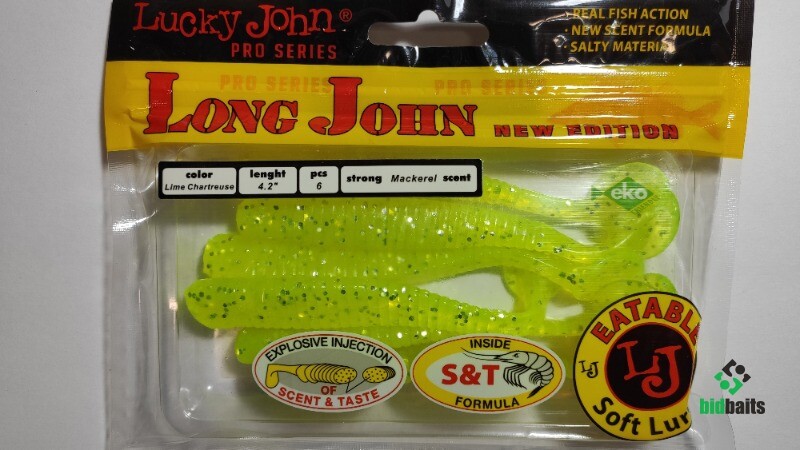 Lucky John®
PRO SERIES
· REAL FISH ACTION
· NEW SCENT FORMULA
SALTY MATERIAL
PRO SERIES PRO SERIES
LONG JOHN NEW EDITION
color lenght pcs strong Mackerel scent
Lime Chartreuse 4.2" 6
eko
EXPLOSIVE INJECTION
OF
SCENT & TASTE
INSIDE
S&T
FORMULA
EATABLE
LJ LJ
Soft Lur
bidbaits